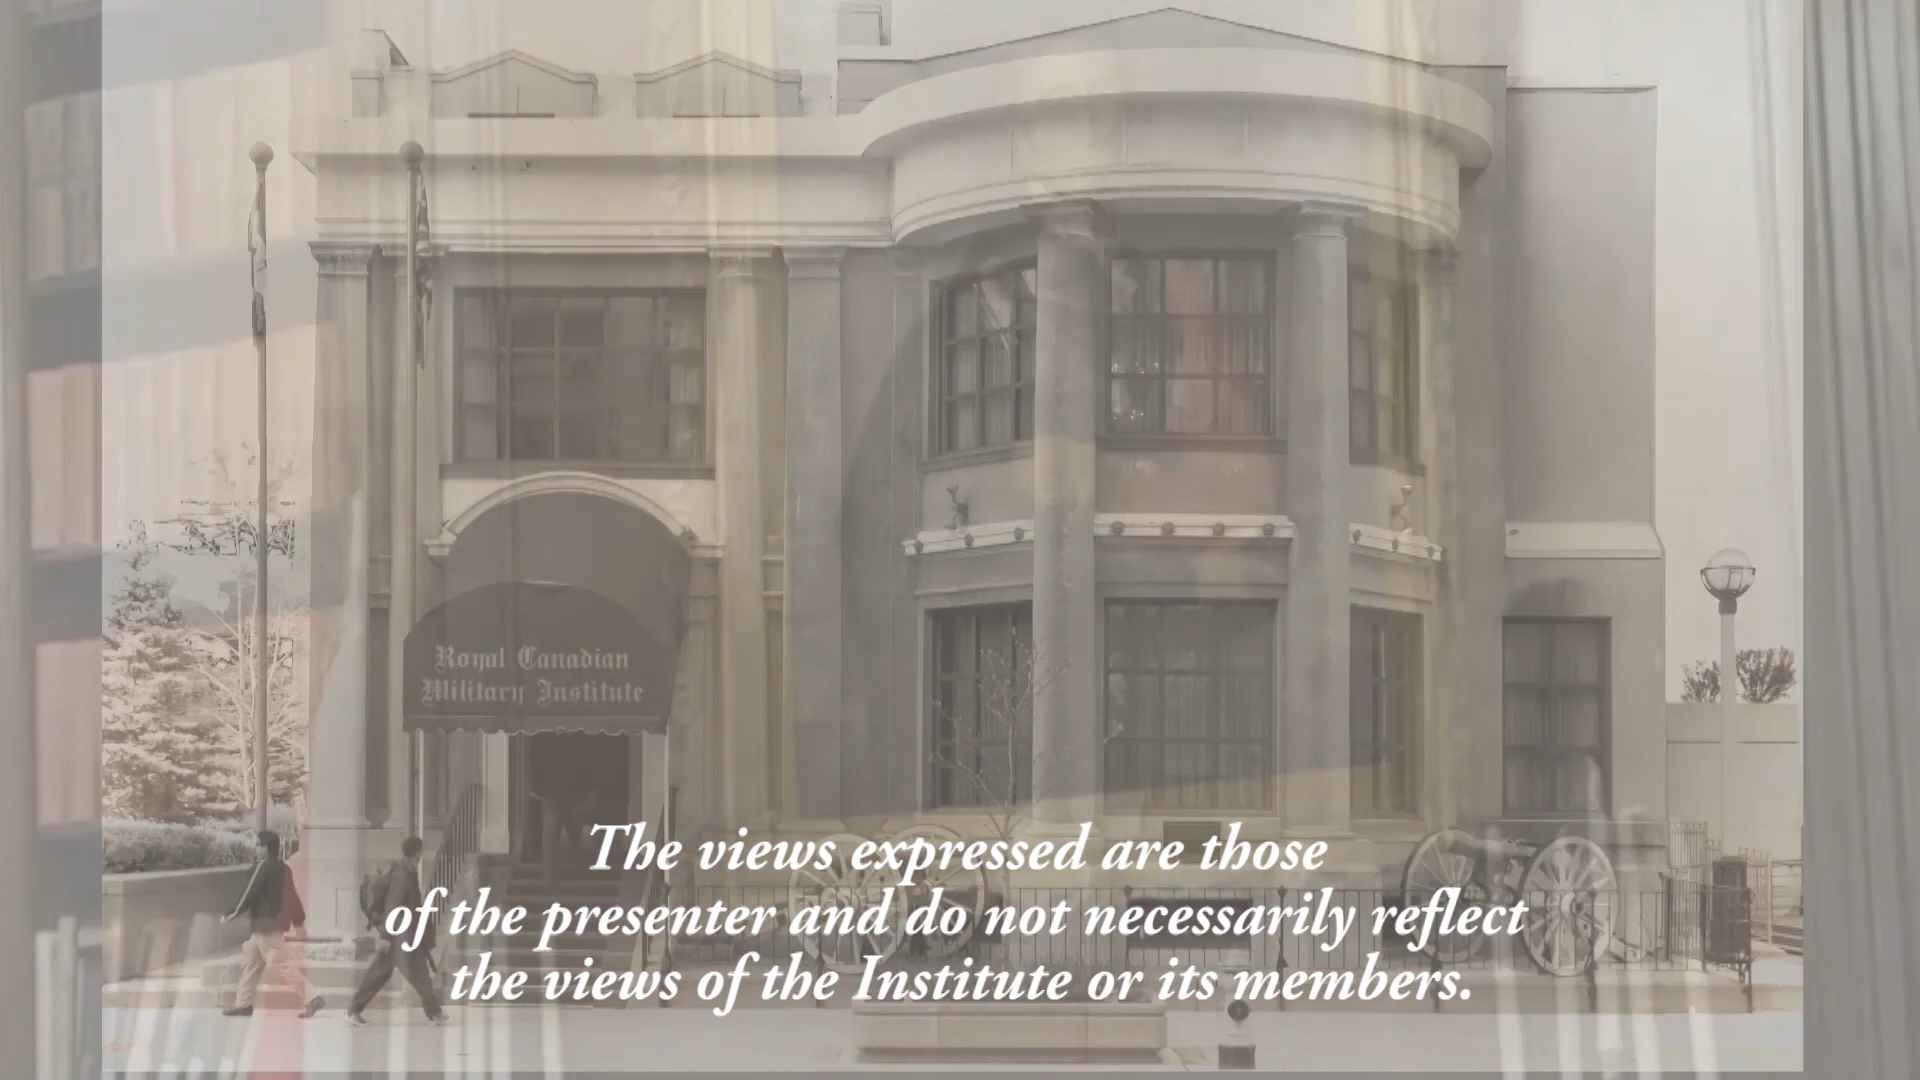 Royal Canadian
Military Institute
The views expressed are those
of the presenter and do not necessarily reflect
the views of the Institute or its members.